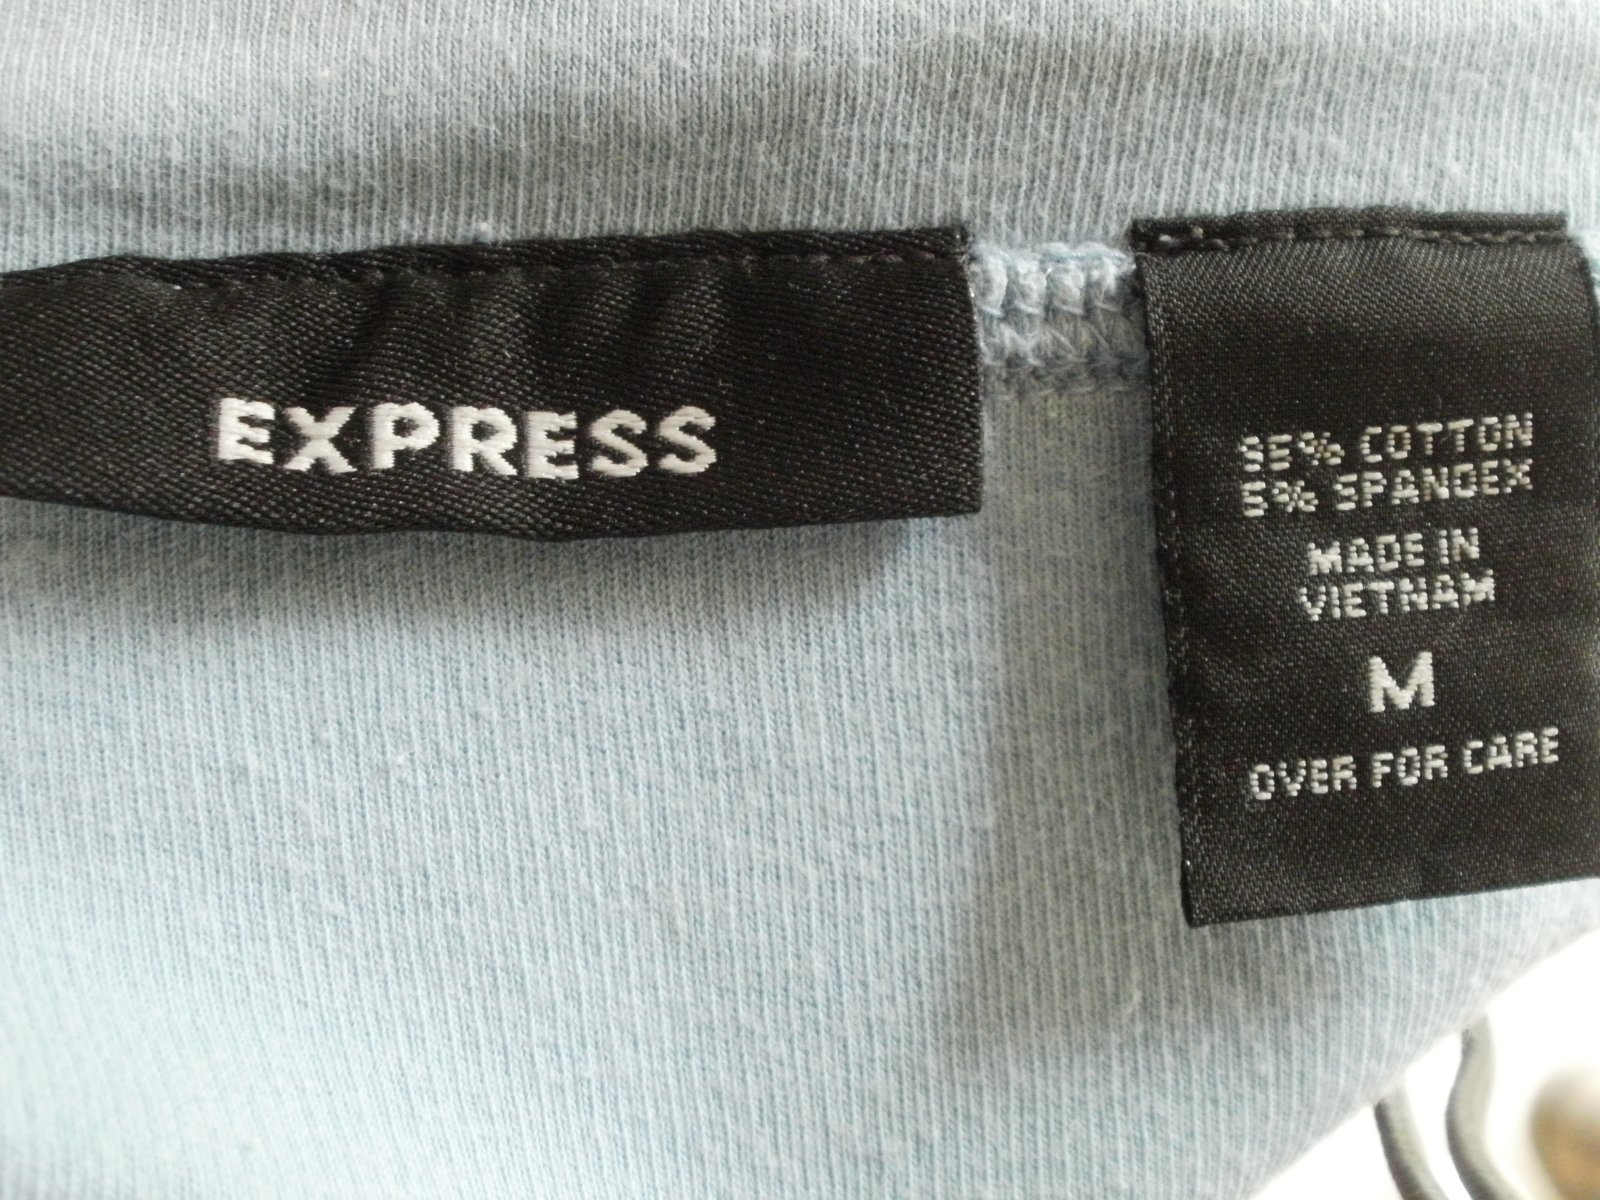 EXPRESS
95% COTTON
5% SPANDEX
MADE IN
VIETNAM
M
OVER FOR CARE